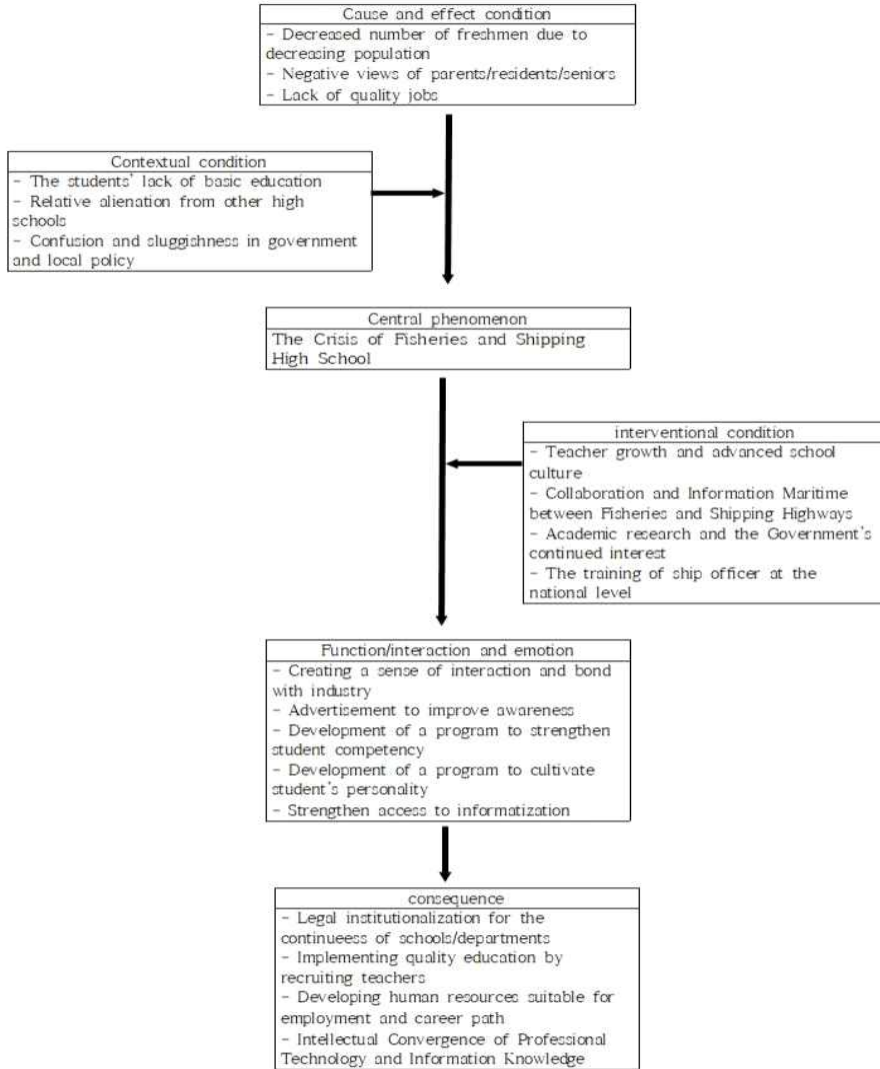 Cause and effect condition
- Decreased number of freshmen due to
decreasing population
- Negative views of parents/residents/seniors
- Lack of quality jobs
Contextual condition
- The students' lack of basic education
- Relative alienation from other high
schools
- Confusion and sluggishness in government
and local policy
Central phenomenon
The Crisis of Fisheries and Shipping
High School
interventional condition
- Teacher growth and advanced school
culture
- Collaboration and Information Maritime
between Fisheries and Shipping Highways
- Academic research and the Government's
continued interest
- The training of ship officer at the
national level
Function/interaction and emotion
- Creating a sense of interaction and bond
with industry
- Advertisement to improve awareness
- Development of a program to strengthen
student competency
- Development of a program to cultivate
student's personality
- Strengthen access to informatization
consequence
- Legal institutionalization for the
continueess of schools/departments
- Implementing quality education by
recruiting teachers
- Developing human resources suitable for
employment and career path
- Intellectual Convergence of Professional
Technology and Information Knowledge